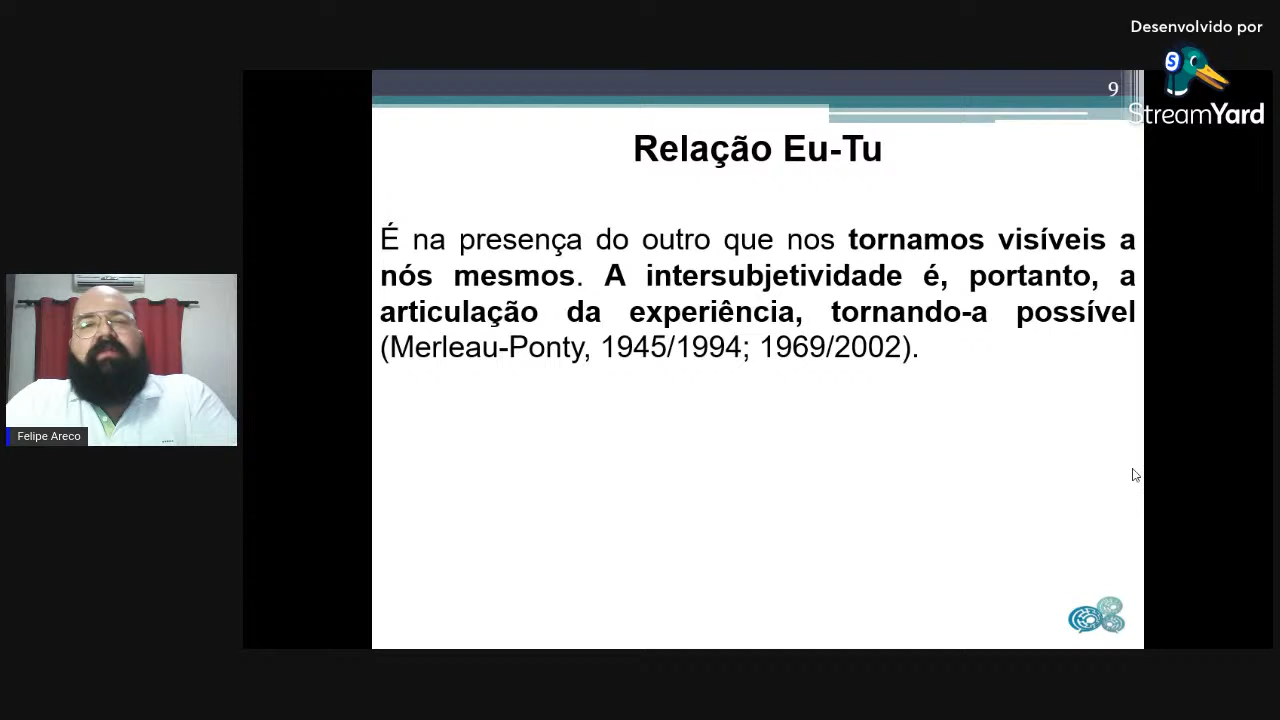 Desenvolvido por
StreamYard
9
Relação Eu-Tu
É na presença do outro que nos tornamos visíveis a
nós mesmos. A intersubjetividade é, portanto, a
articulação da experiência, tornando-a possível
(Merleau-Ponty, 1945/1994; 1969/2002).
Felipe Areco